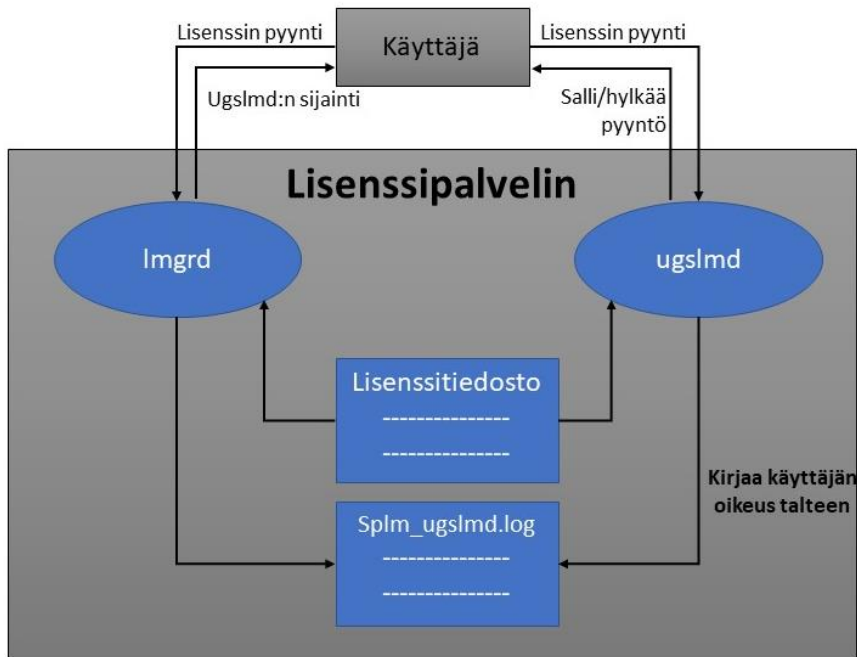 Lisenssin pyynti
Käyttäjä
Lisenssin pyynti
Ugslmd:n sijainti
Salli/hylkää
pyyntö
Lisenssipalvelin
lmgrd
ugslmd
Lisenssitiedosto
---------------
---------------
Kirjaa käyttäjän
oikeus talteen
Splm_ugslmd.log
---------------
---------------